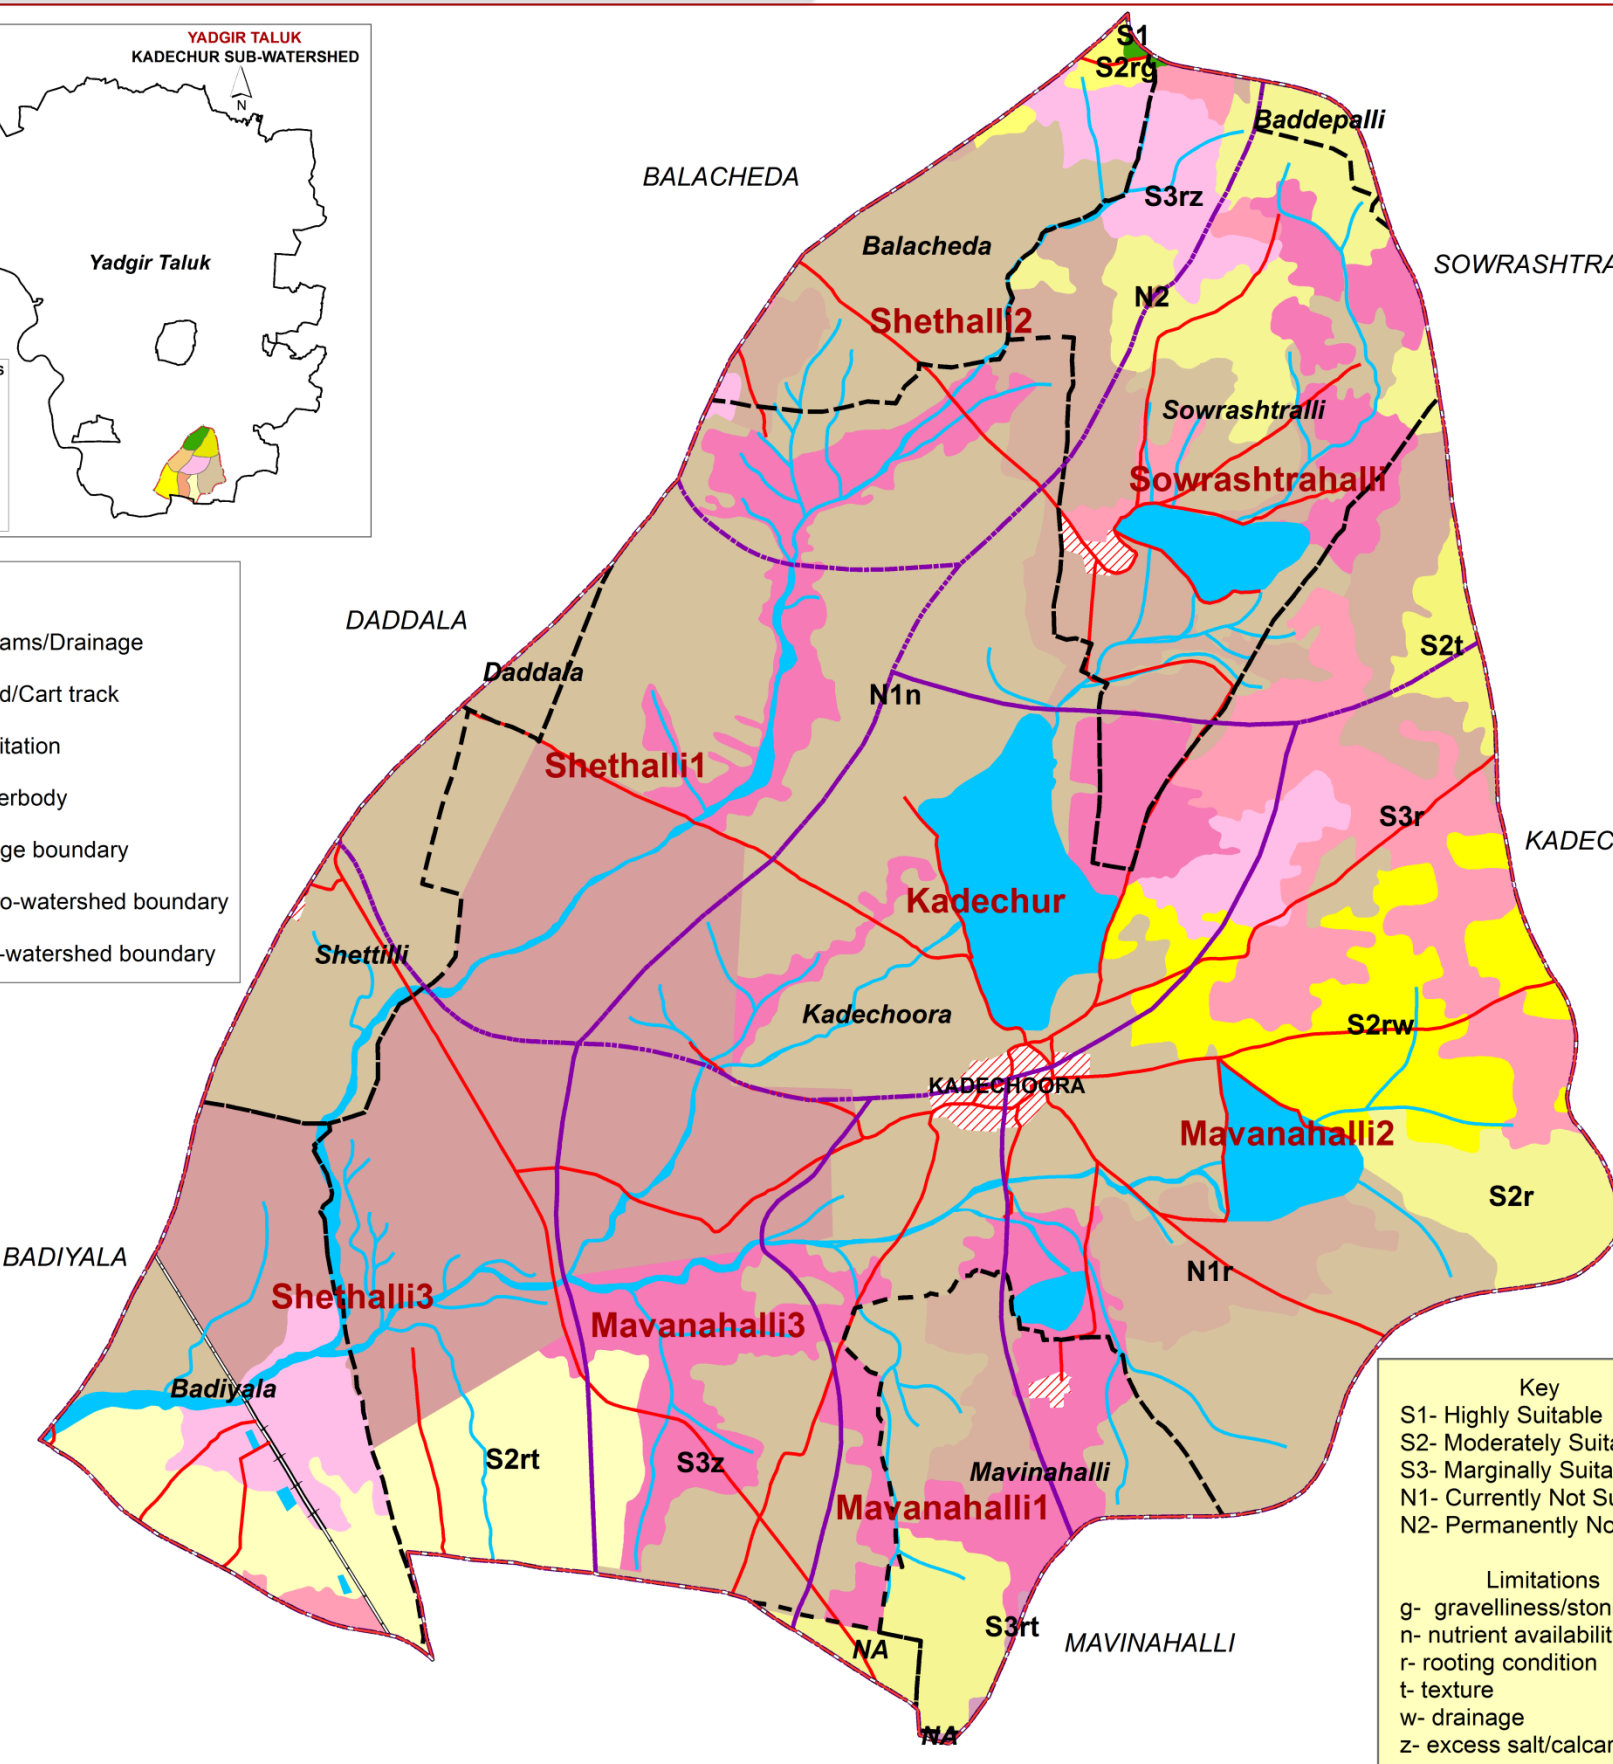 YADGIR TALUK
KADECHUR SUB-WATERSHED
N
Yadgir Taluk
S1
S2rg
Baddepalli
BALACHEDA
S3rz
Balacheda
SOWRASHTRA
N2
Shethalli2
Sowrashtralli
Sowrashtrahalli
DADDALA
ams/Drainage
S2t
Daddala
d/Cart track
N1n
itation
Shethalli1
erbody
S3r
KADEC
ge boundary
Kadechur
o-watershed boundary
-watershed boundary
Shettilli
Kadechoora
S2rw
KADECHOORA
Mavanahalli2
S2r
BADIYALA
N1r
Shethalli3
Mavanahalli3
Badiyala
S2rt
S3z
Mavinahalli
Mavanahalli1
S3rt
MAVINAHALLI
NA
NA
Key
S1- Highly Suitable
S2- Moderately Suita
S3- Marginally Suita
N1- Currently Not Su
N2- Permanently No
Limitations
g- gravelliness/ston
n- nutrient availabilit
r- rooting condition
t- texture
w- drainage
z- excess salt/calcar